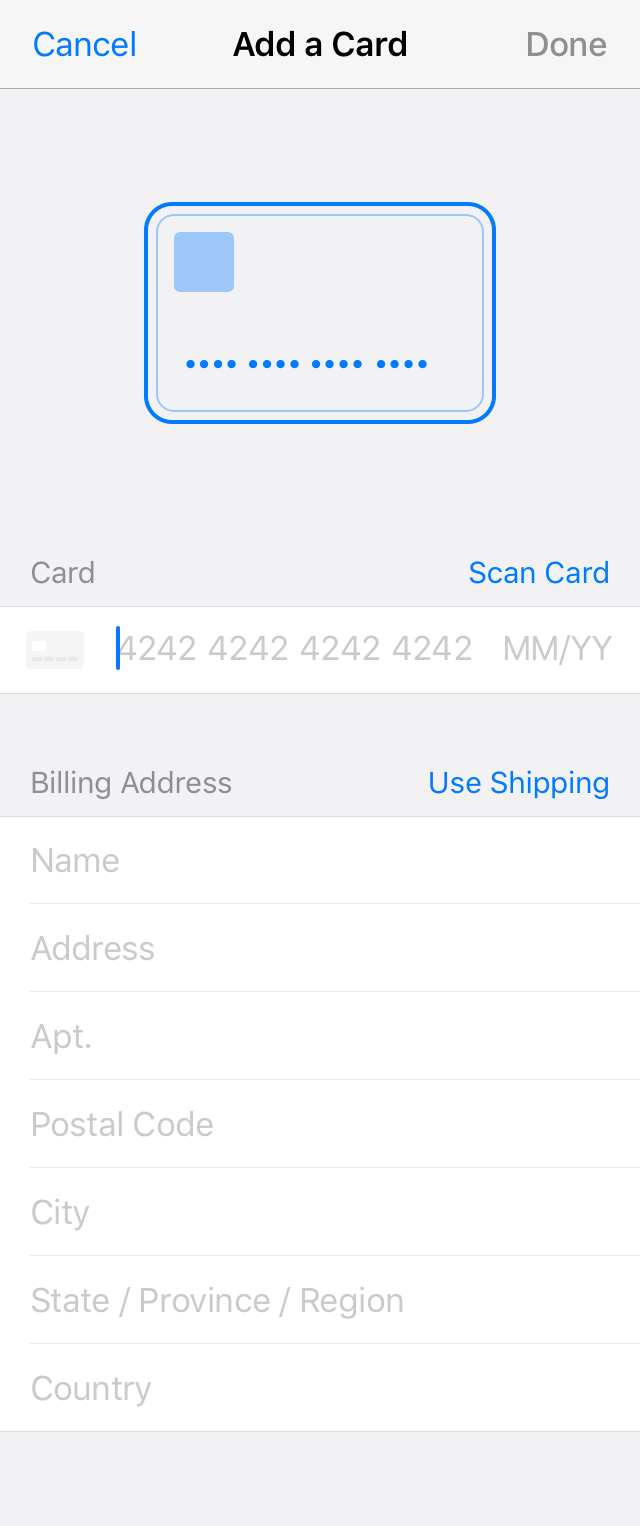 Cancel Add a Card Done
•••• •••• •••• ••••
Card Scan Card
4242 4242 4242 4242 MM/YY
Billing Address Use Shipping
Name
Address
Apt.
Postal Code
City
State / Province / Region
Country